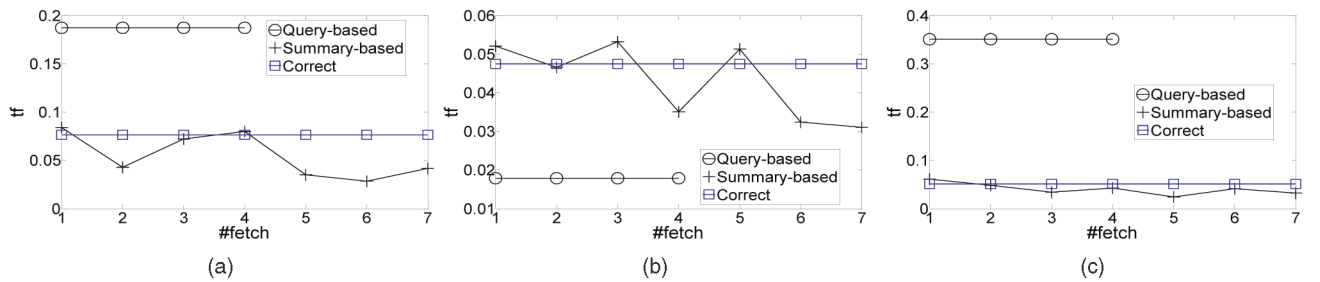 0.2
0.15
0.1
0.05
0
tf
1 2 3 4 5 6 7
#fetch
Query-based
Summary-based
Correct
(a)
0.06
0.05
0.04
0.03
0.02
0.01
tf
1 2 3 4 5 6 7
#fetch
Query-based
Summary-based
Correct
(b)
0.4
0.3
0.2
0.1
0
tf
1 2 3 4 5 6 7
#fetch
Query-based
Summary-based
Correct
(c)